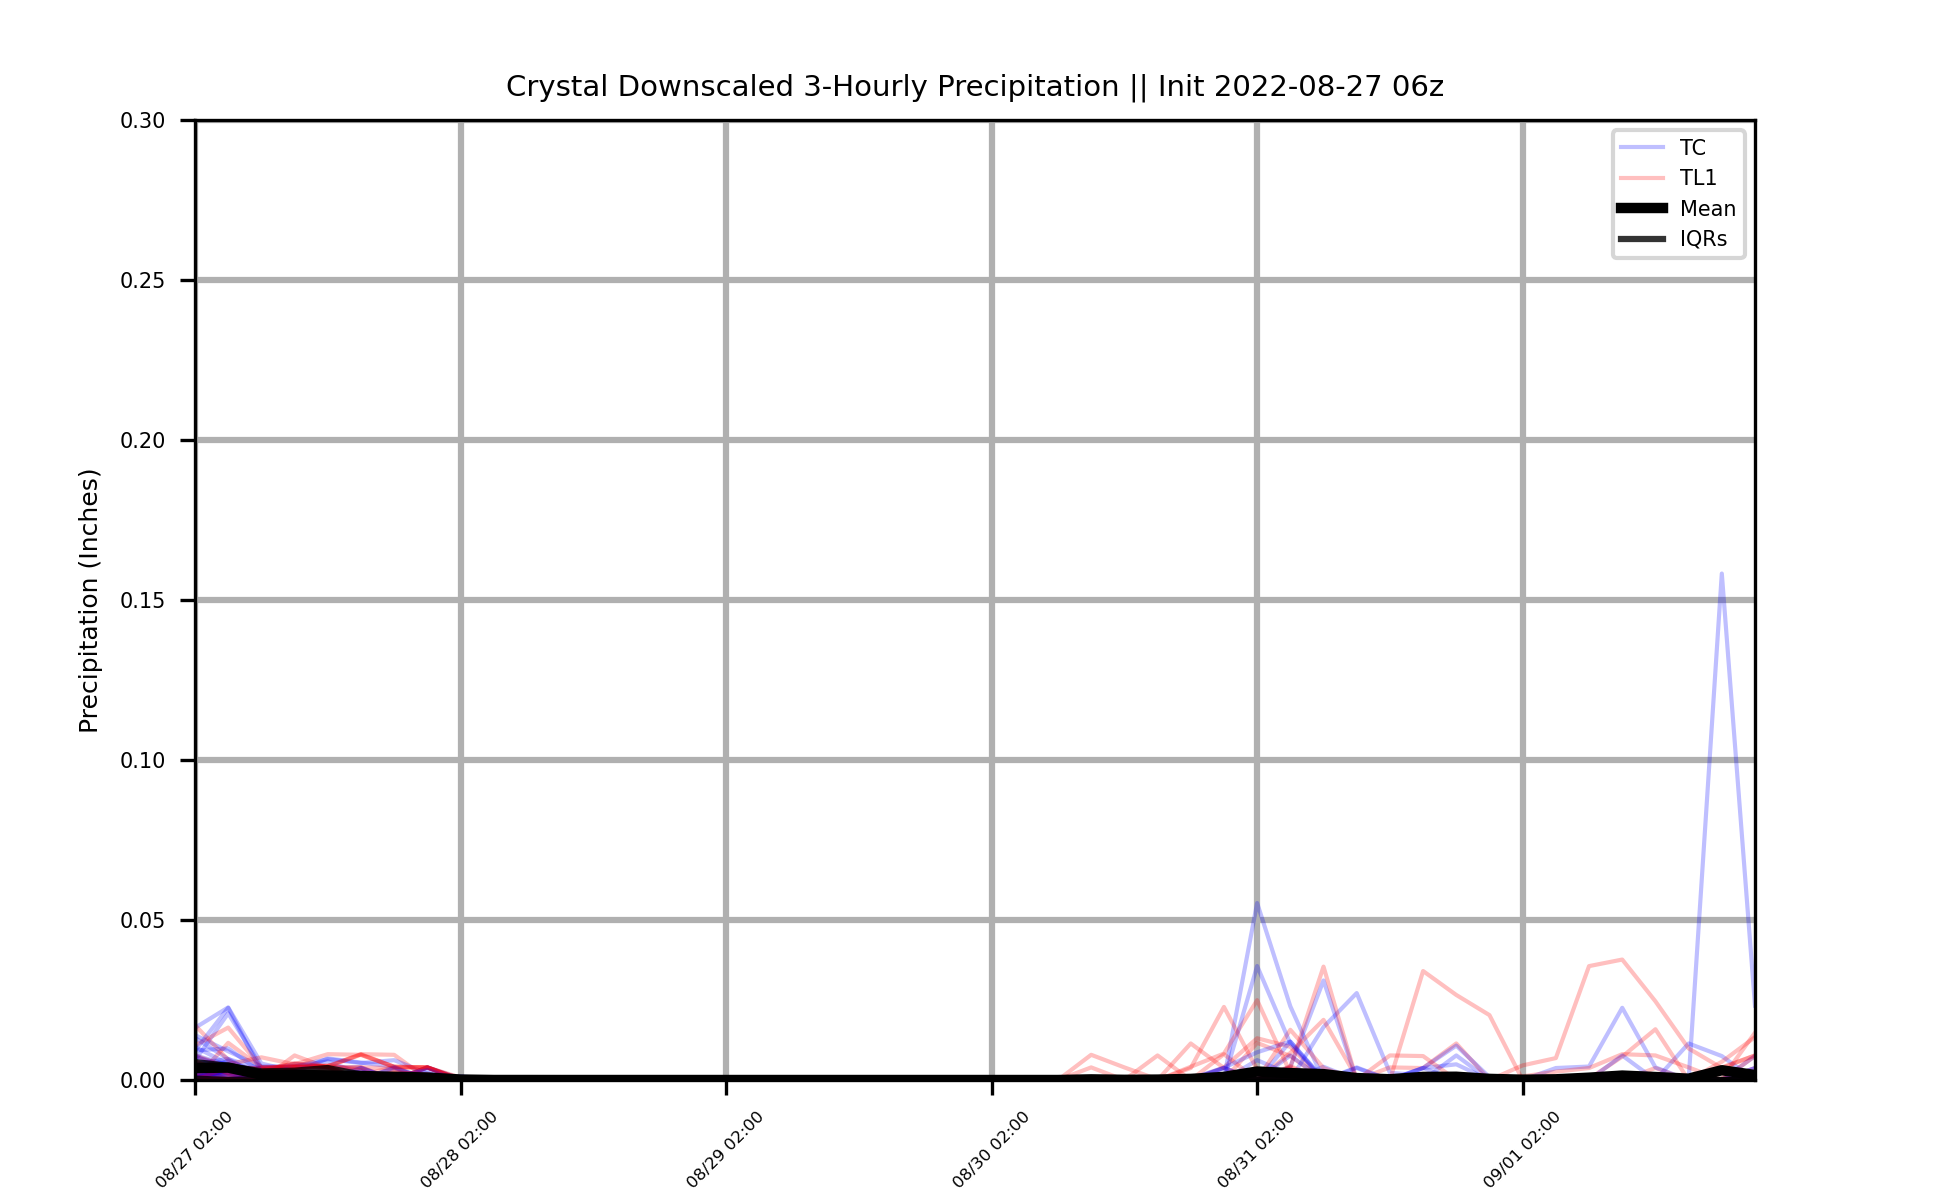 Crystal Downscaled 3-Hourly Precipitation || Init 2022-08-27 06z
TC
TL1
Mean
IQRs
Precipitation (Inches)
0.30
0.25
0.20
0.15
0.10
0.05
0.00
08/27 02:00
08/28 02:00
08/29 02:00
08/30 02:00
08/31 02:00
09/01 02:00